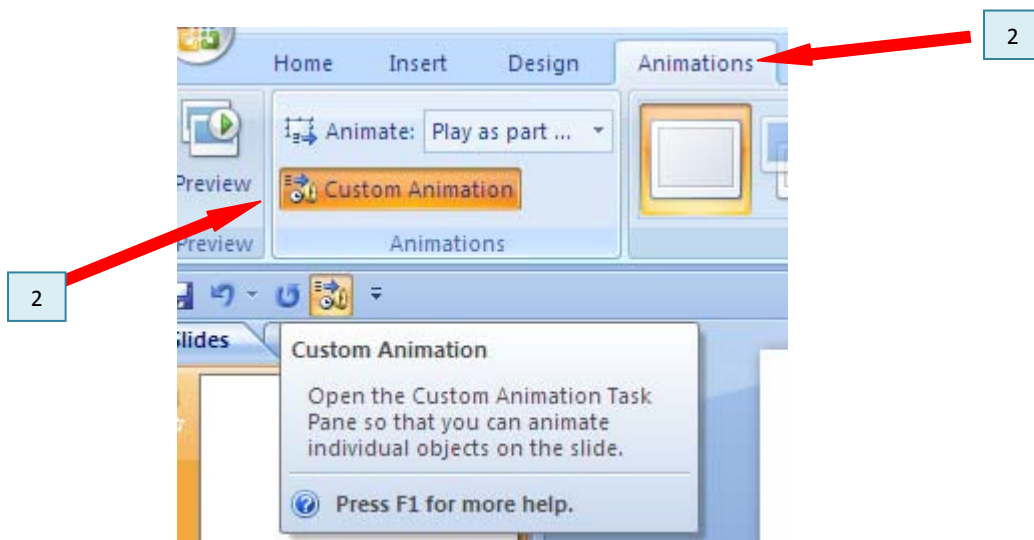 2
Home Insert Design Animations
Animate: Play as part ...
Preview
Custom Animation
Preview Animations
2
Slides
Custom Animation
Open the Custom Animation Task
Pane so that you can animate
individual objects on the slide.
Press F1 for more help.